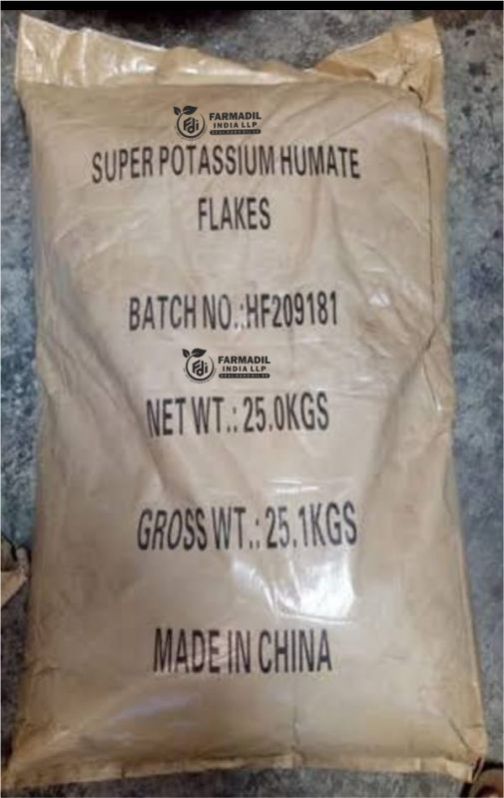 FARMADIL
INDIA LLP
SUPER POTASSIUM HUMATE
FLAKES
BATCH NO.:HF209181
FARMADIL
INDIA LLP
NET WT.: 25.0KGS
GROSS WT.: 25.1KGS
MADE IN CHINA